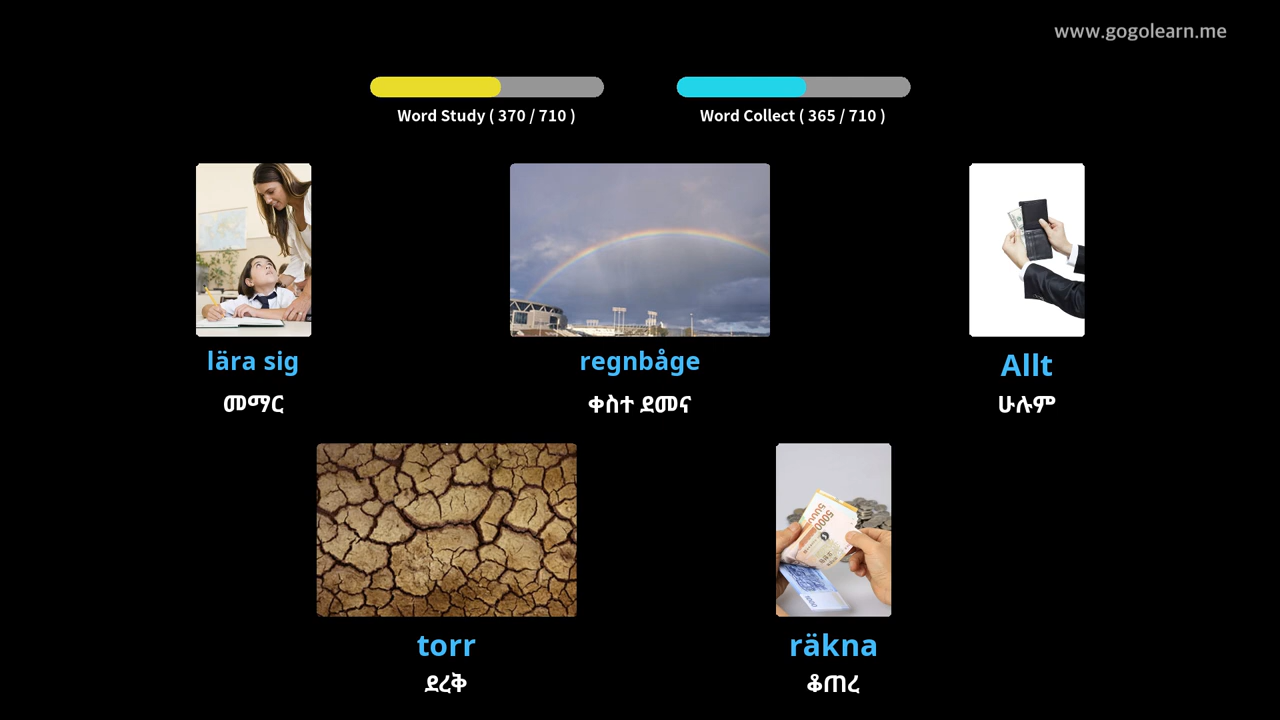 www.gogolearn.me
Word Study ( 370 / 710 )
Word Collect ( 365 / 710 )
lära sig
መማር
regnbåge
ቀስተ ደመና
Allt
ሁሉም
torr
ደረቅ
räkna
ቆጠረ
5000